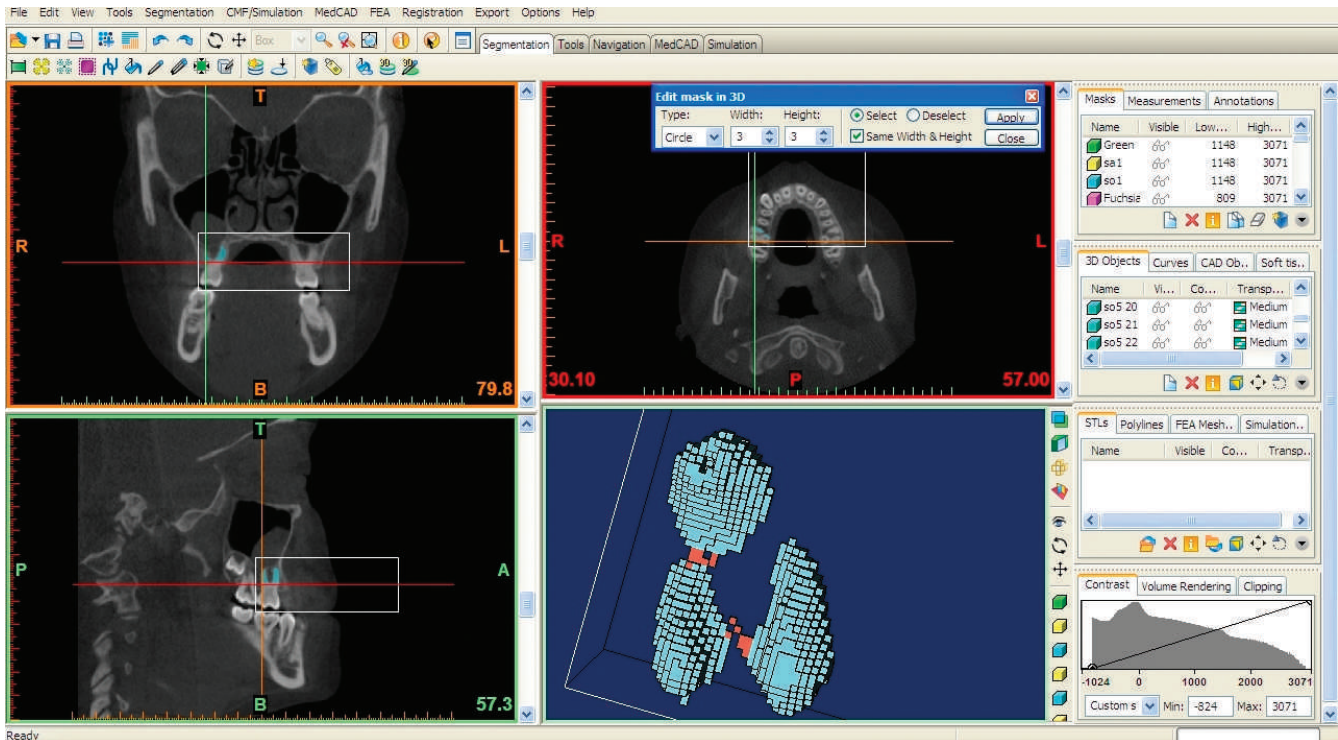 File Edit View Tools Segmentation CMF/Simulation MedCAD FEA Registration Export Options Help
Box Segmentation Tools Navigation MedCAD Simulation
T
R
L
B
79.8
Edit mask in 3D
Type: Width: Height: Select Deselect Apply
Circle 3 3 Same Width & Height Close
R
L
30.10
P
57.00
T
P
A
B
57.3
Masks Measurements Annotations
Name Visible Low... High...
Green 1148 3071
sa1 1148 3071
so1 1148 3071
Fuchsia 809 3071
3D Objects Curves CAD Ob.. Soft tis..
Name Vi... Co... Transp...
so5 20 Medium
so5 21 Medium
so5 22 Medium
STLs Polylines FEA Mesh.. Simulation..
Name Visible Co... Transp..
Contrast Volume Rendering Clipping
-1024 0 1000 2000 3071
Custom s Min: -824 Max: 3071
Ready